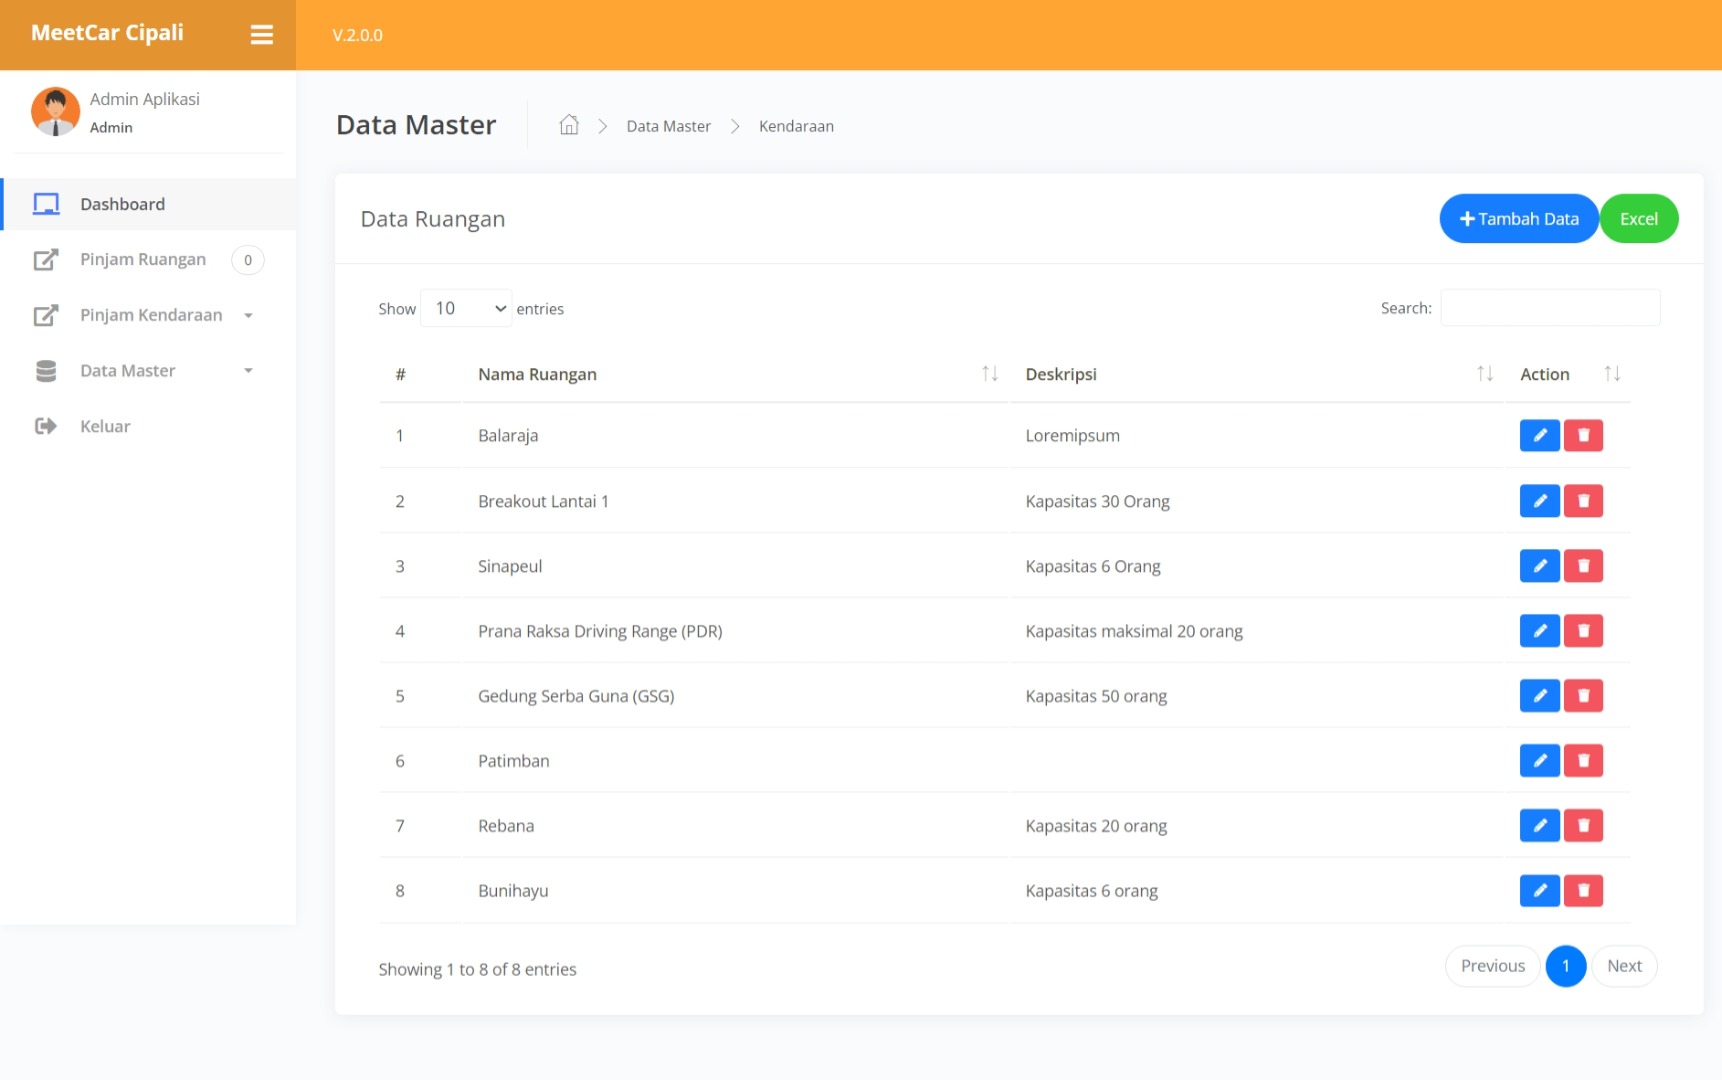 MeetCar Cipali
V.2.0.0
Admin Aplikasi
Admin
Dashboard
Pinjam Ruangan 0
Pinjam Kendaraan
Data Master
Keluar
Data Master
Data Master
Kendaraan
Data Ruangan
Tambah Data
Excel
Show 10 entries
Search:
# Nama Ruangan Deskripsi Action
1 Balaraja Loremipsum
2 Breakout Lantai 1 Kapasitas 30 Orang
3 Sinapeul Kapasitas 6 Orang
4 Prana Raksa Driving Range (PDR) Kapasitas maksimal 20 orang
5 Gedung Serba Guna (GSG) Kapasitas 50 orang
6 Patimban
7 Rebana Kapasitas 20 orang
8 Bunihayu Kapasitas 6 orang
Showing 1 to 8 of 8 entries
Previous 1 Next